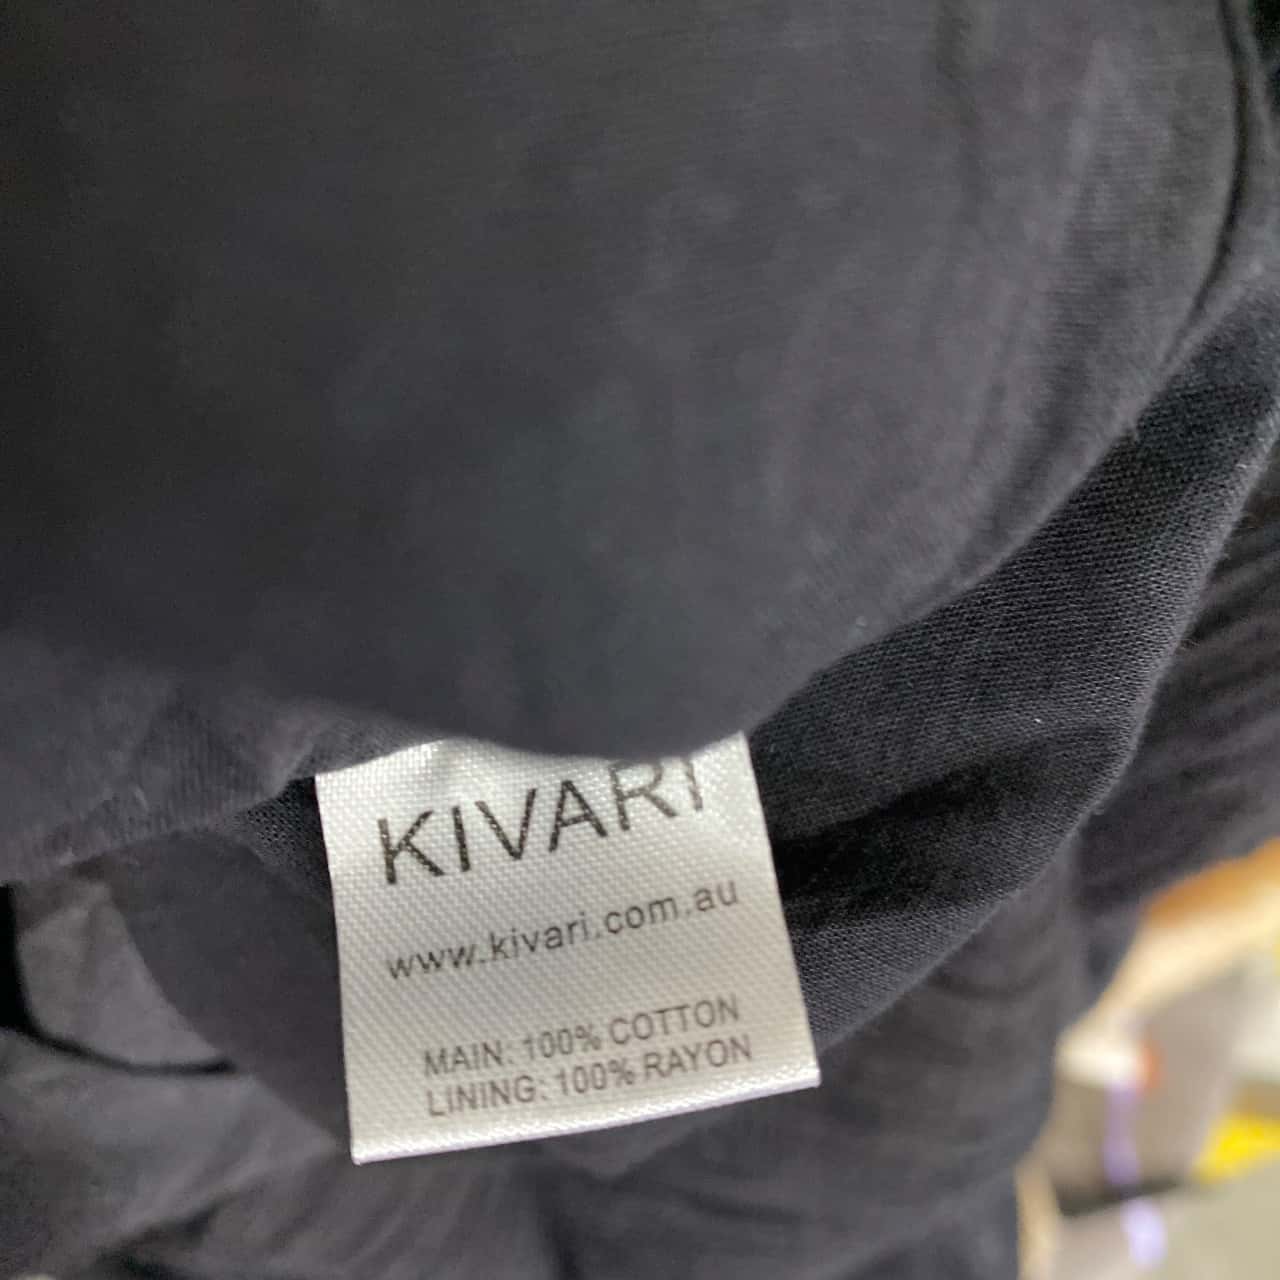 KIVARI
www.kivari.com.au
MAIN: 100% COTTON
LINING: 100% RAYON